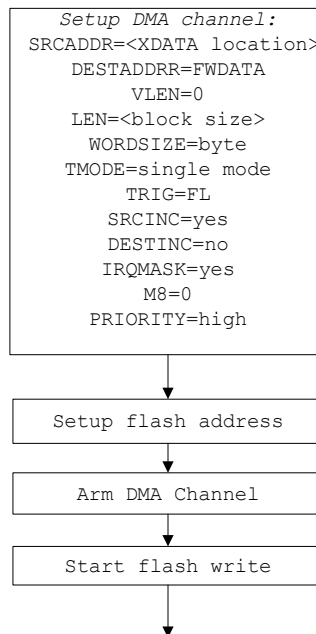 Setup DMA channel:
SRCADDR=<XDATA location>
DESTADDRR=FWDATA
VLEN=0
LEN=<block size>
WORDSIZE=byte
TMODE=single mode
TRIG=FL
SRCINC=yes
DESTINC=no
IRQMASK=yes
M8=0
PRIORITY=high
Setup flash address
Arm DMA Channel
Start flash write